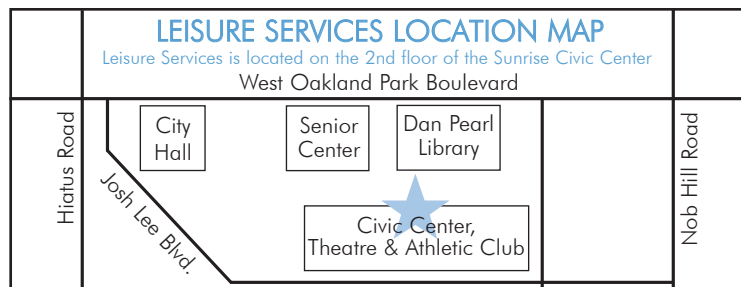 LEISURE SERVICES LOCATION MAP
Leisure Services is located on the 2nd floor of the Sunrise Civic Center
West Oakland Park Boulevard
Hiatus Road
City
Hall
Senior
Center
Dan Pearl
Library
Nob Hill Road
Josh Lee Blvd.
Civic Center,
Theatre & Athletic Club